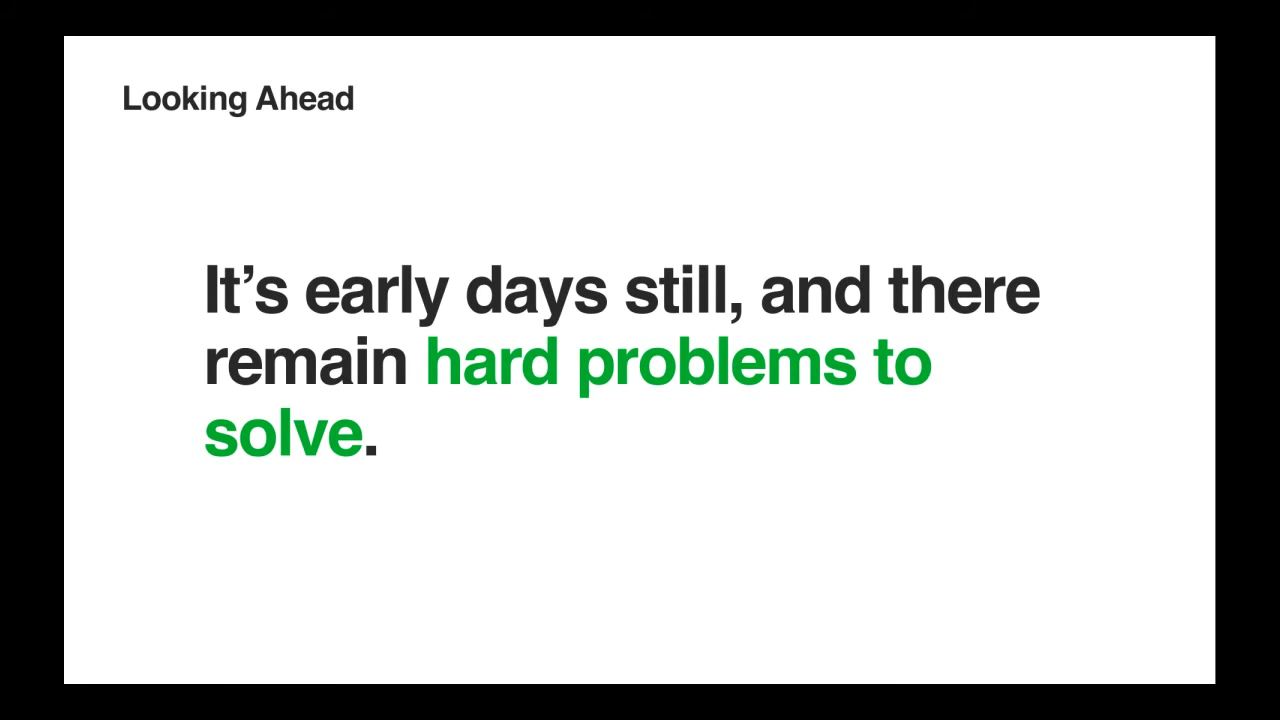 Looking Ahead
It’s early days still, and there
remain hard problems to
solve.